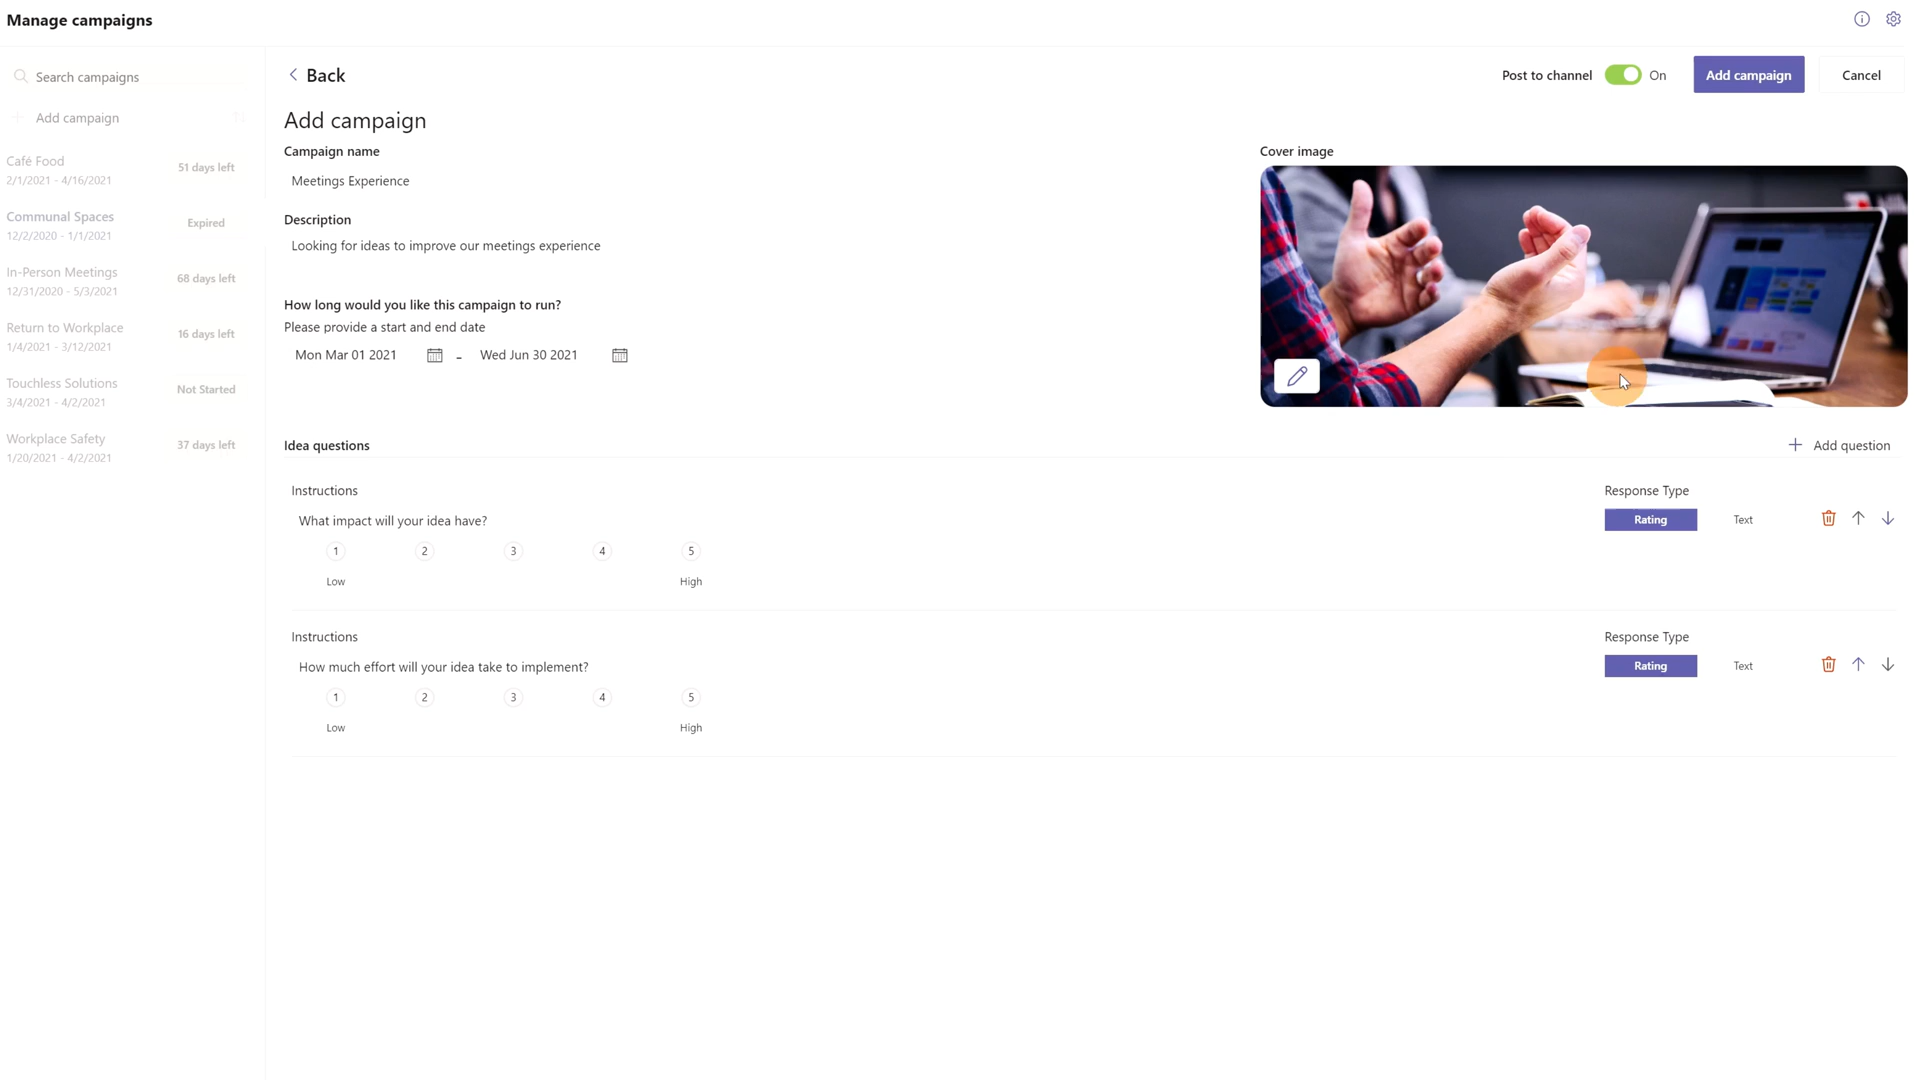 Manage campaigns
Search campaigns
Add campaign
Café Food
51 days left
2/1/2021 - 4/16/2021
Communal Spaces
Expired
12/2/2020 - 1/1/2021
In-Person Meetings
68 days left
12/31/2020 - 5/3/2021
Return to Workplace
16 days left
1/4/2021 - 3/12/2021
Touchless Solutions
Not Started
3/4/2021 - 4/2/2021
Workplace Safety
37 days left
1/20/2021 - 4/2/2021
Back
Post to channel
On
Add campaign
Cancel
Add campaign
Campaign name
Meetings Experience
Description
Looking for ideas to improve our meetings experience
How long would you like this campaign to run?
Please provide a start and end date
Mon Mar 01 2021 - Wed Jun 30 2021
Cover image
Idea questions
Add question
Instructions
What impact will your idea have?
1 2 3 4 5
Low High
Response Type
Rating Text
Instructions
How much effort will your idea take to implement?
1 2 3 4 5
Low High
Response Type
Rating Text